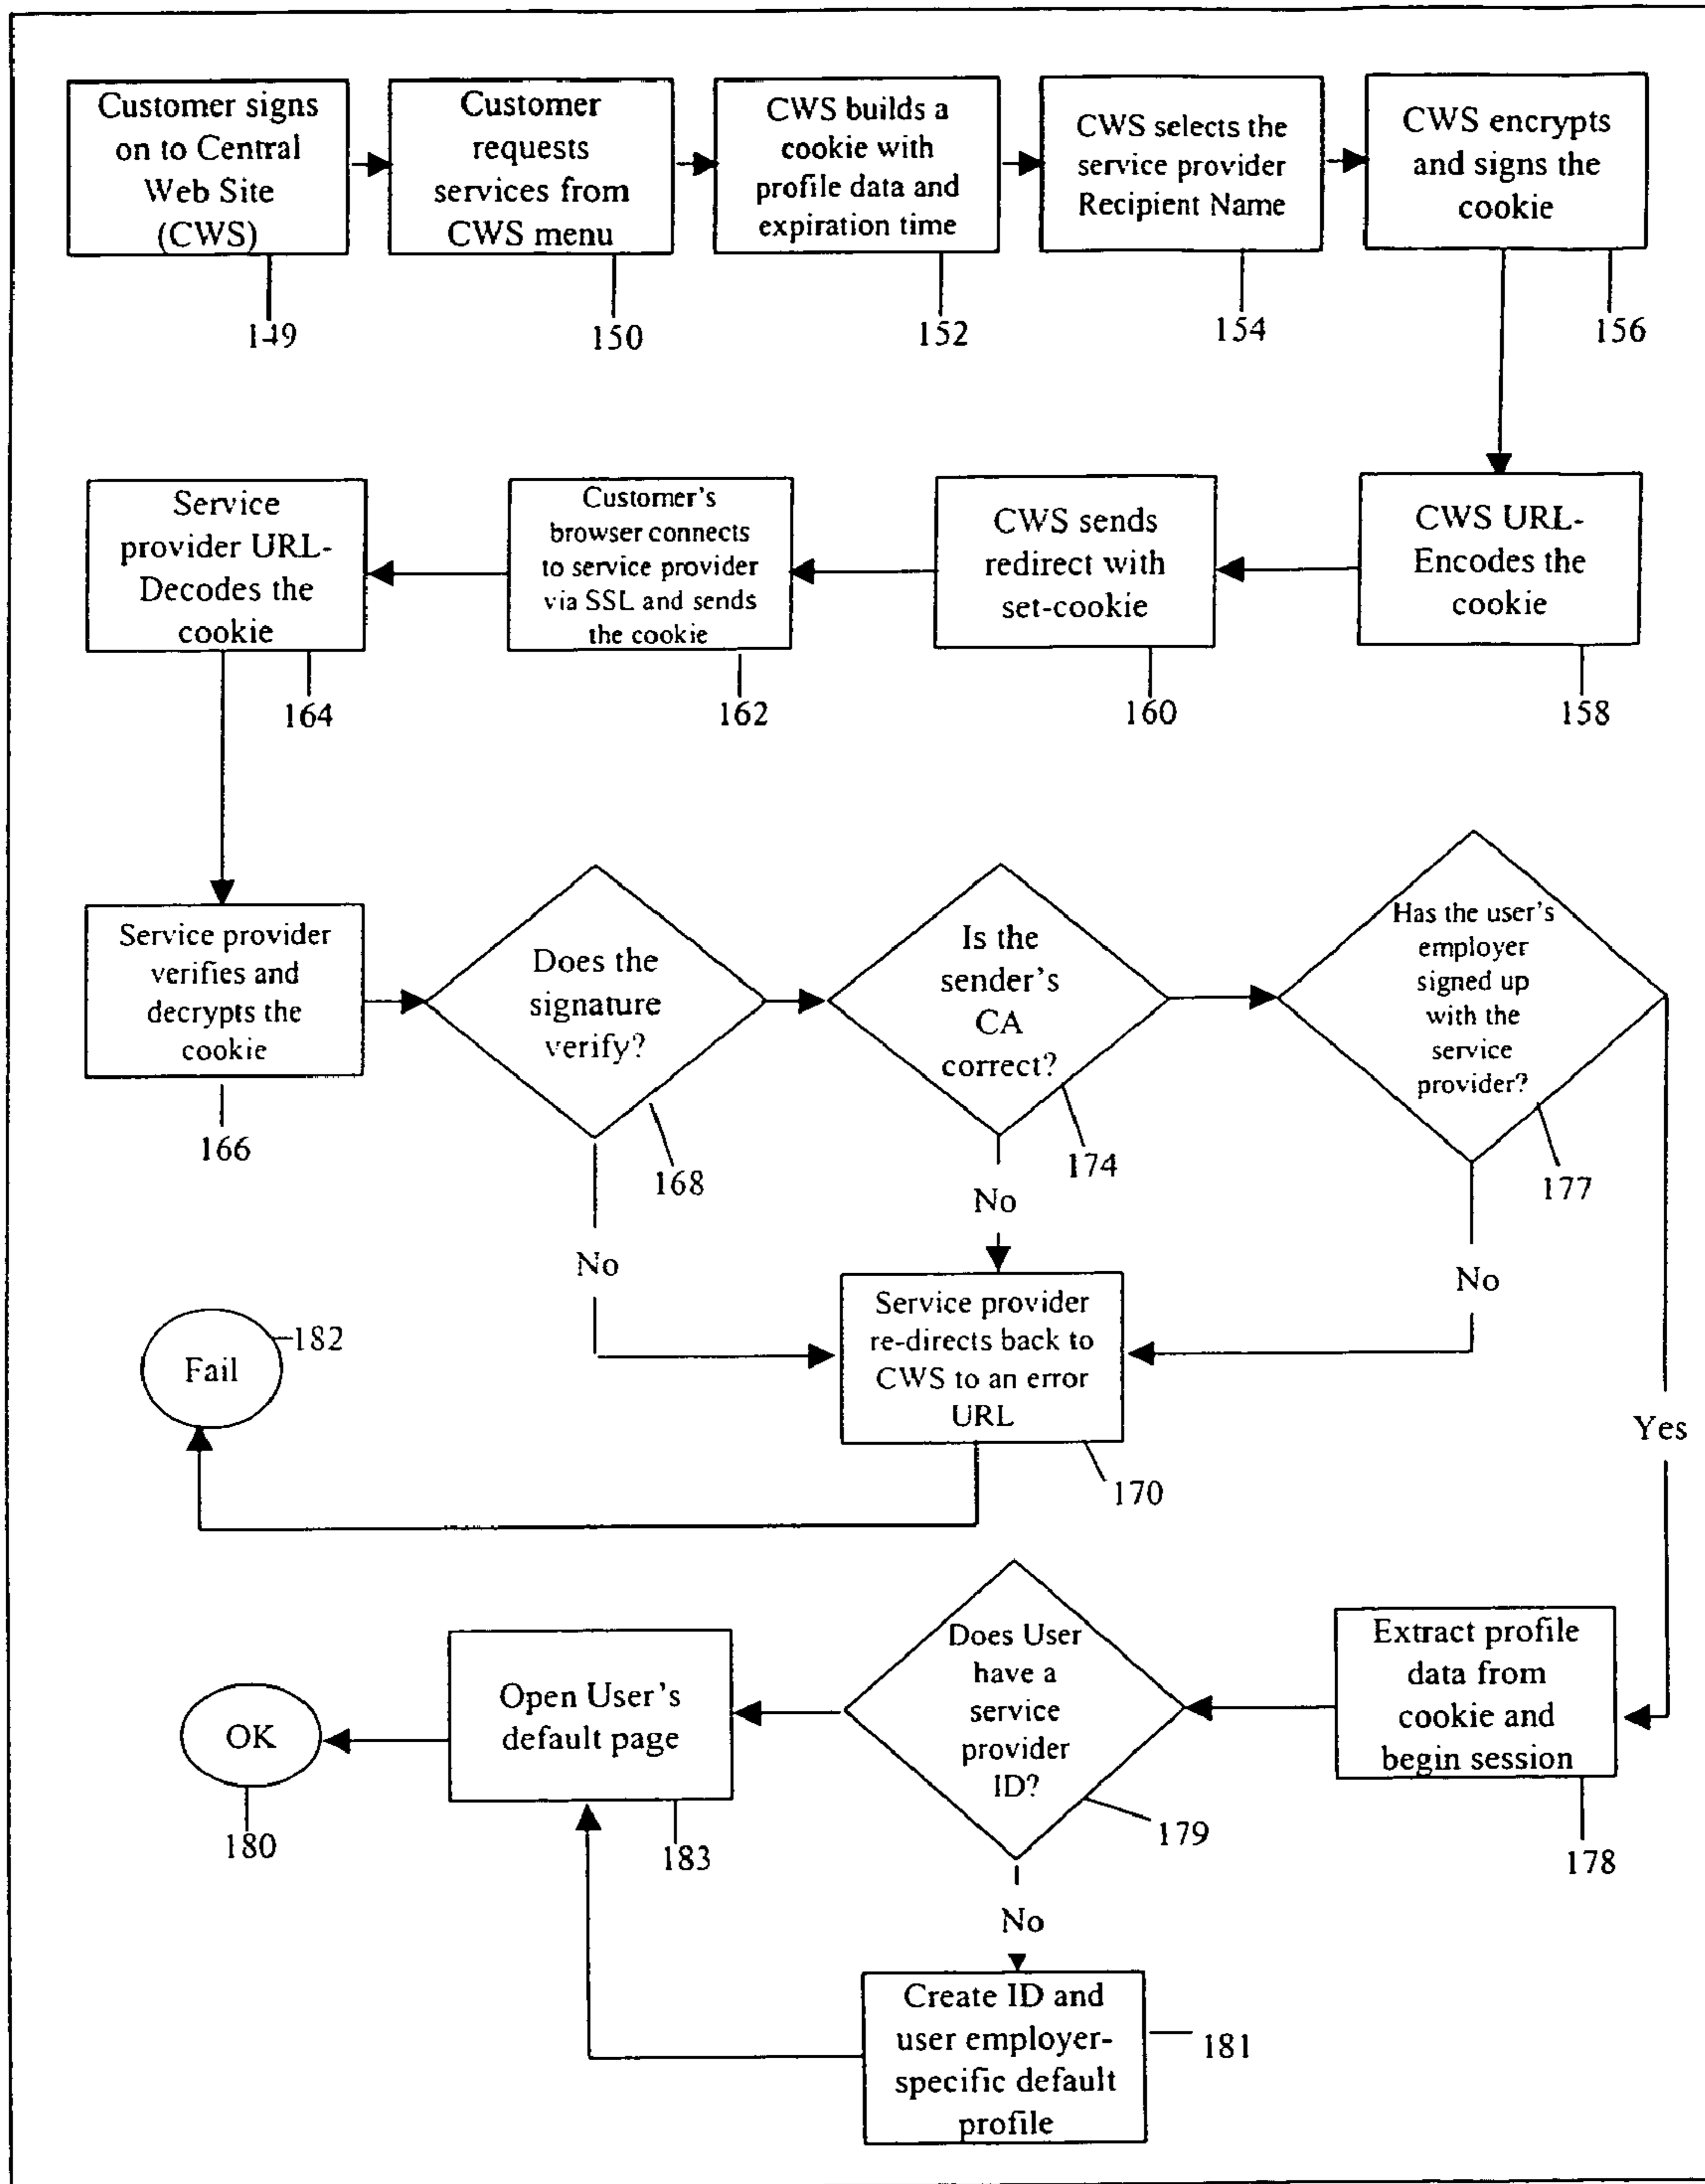 Customer signs
on to Central
Web Site
(CWS)
149
Customer
requests
services from
CWS menu
150
CWS builds a
cookie with
profile data and
expiration time
152
CWS selects the
service provider
Recipient Name
154
CWS encrypts
and signs the
cookie
156
CWS URL-
Encodes the
cookie
158
CWS sends
redirect with
set-cookie
160
Customer's
browser connects
to service provider
via SSL and sends
the cookie
162
Service
provider URL-
Decodes the
cookie
164
Service provider
verifies and
decrypts the
cookie
166
Does the
signature
verify?
168
No
Is the
sender's
CA
correct?
174
No
Has the user's
employer
signed up
with the
service
provider?
177
No
Yes
Service provider
re-directs back to
CWS to an error
URL
170
Fail
182
Extract profile
data from
cookie and
begin session
178
Does User
have a
service
provider
ID?
179
No
Open User's
default page
183
OK
180
Create ID and
user employer-
specific default
profile
181